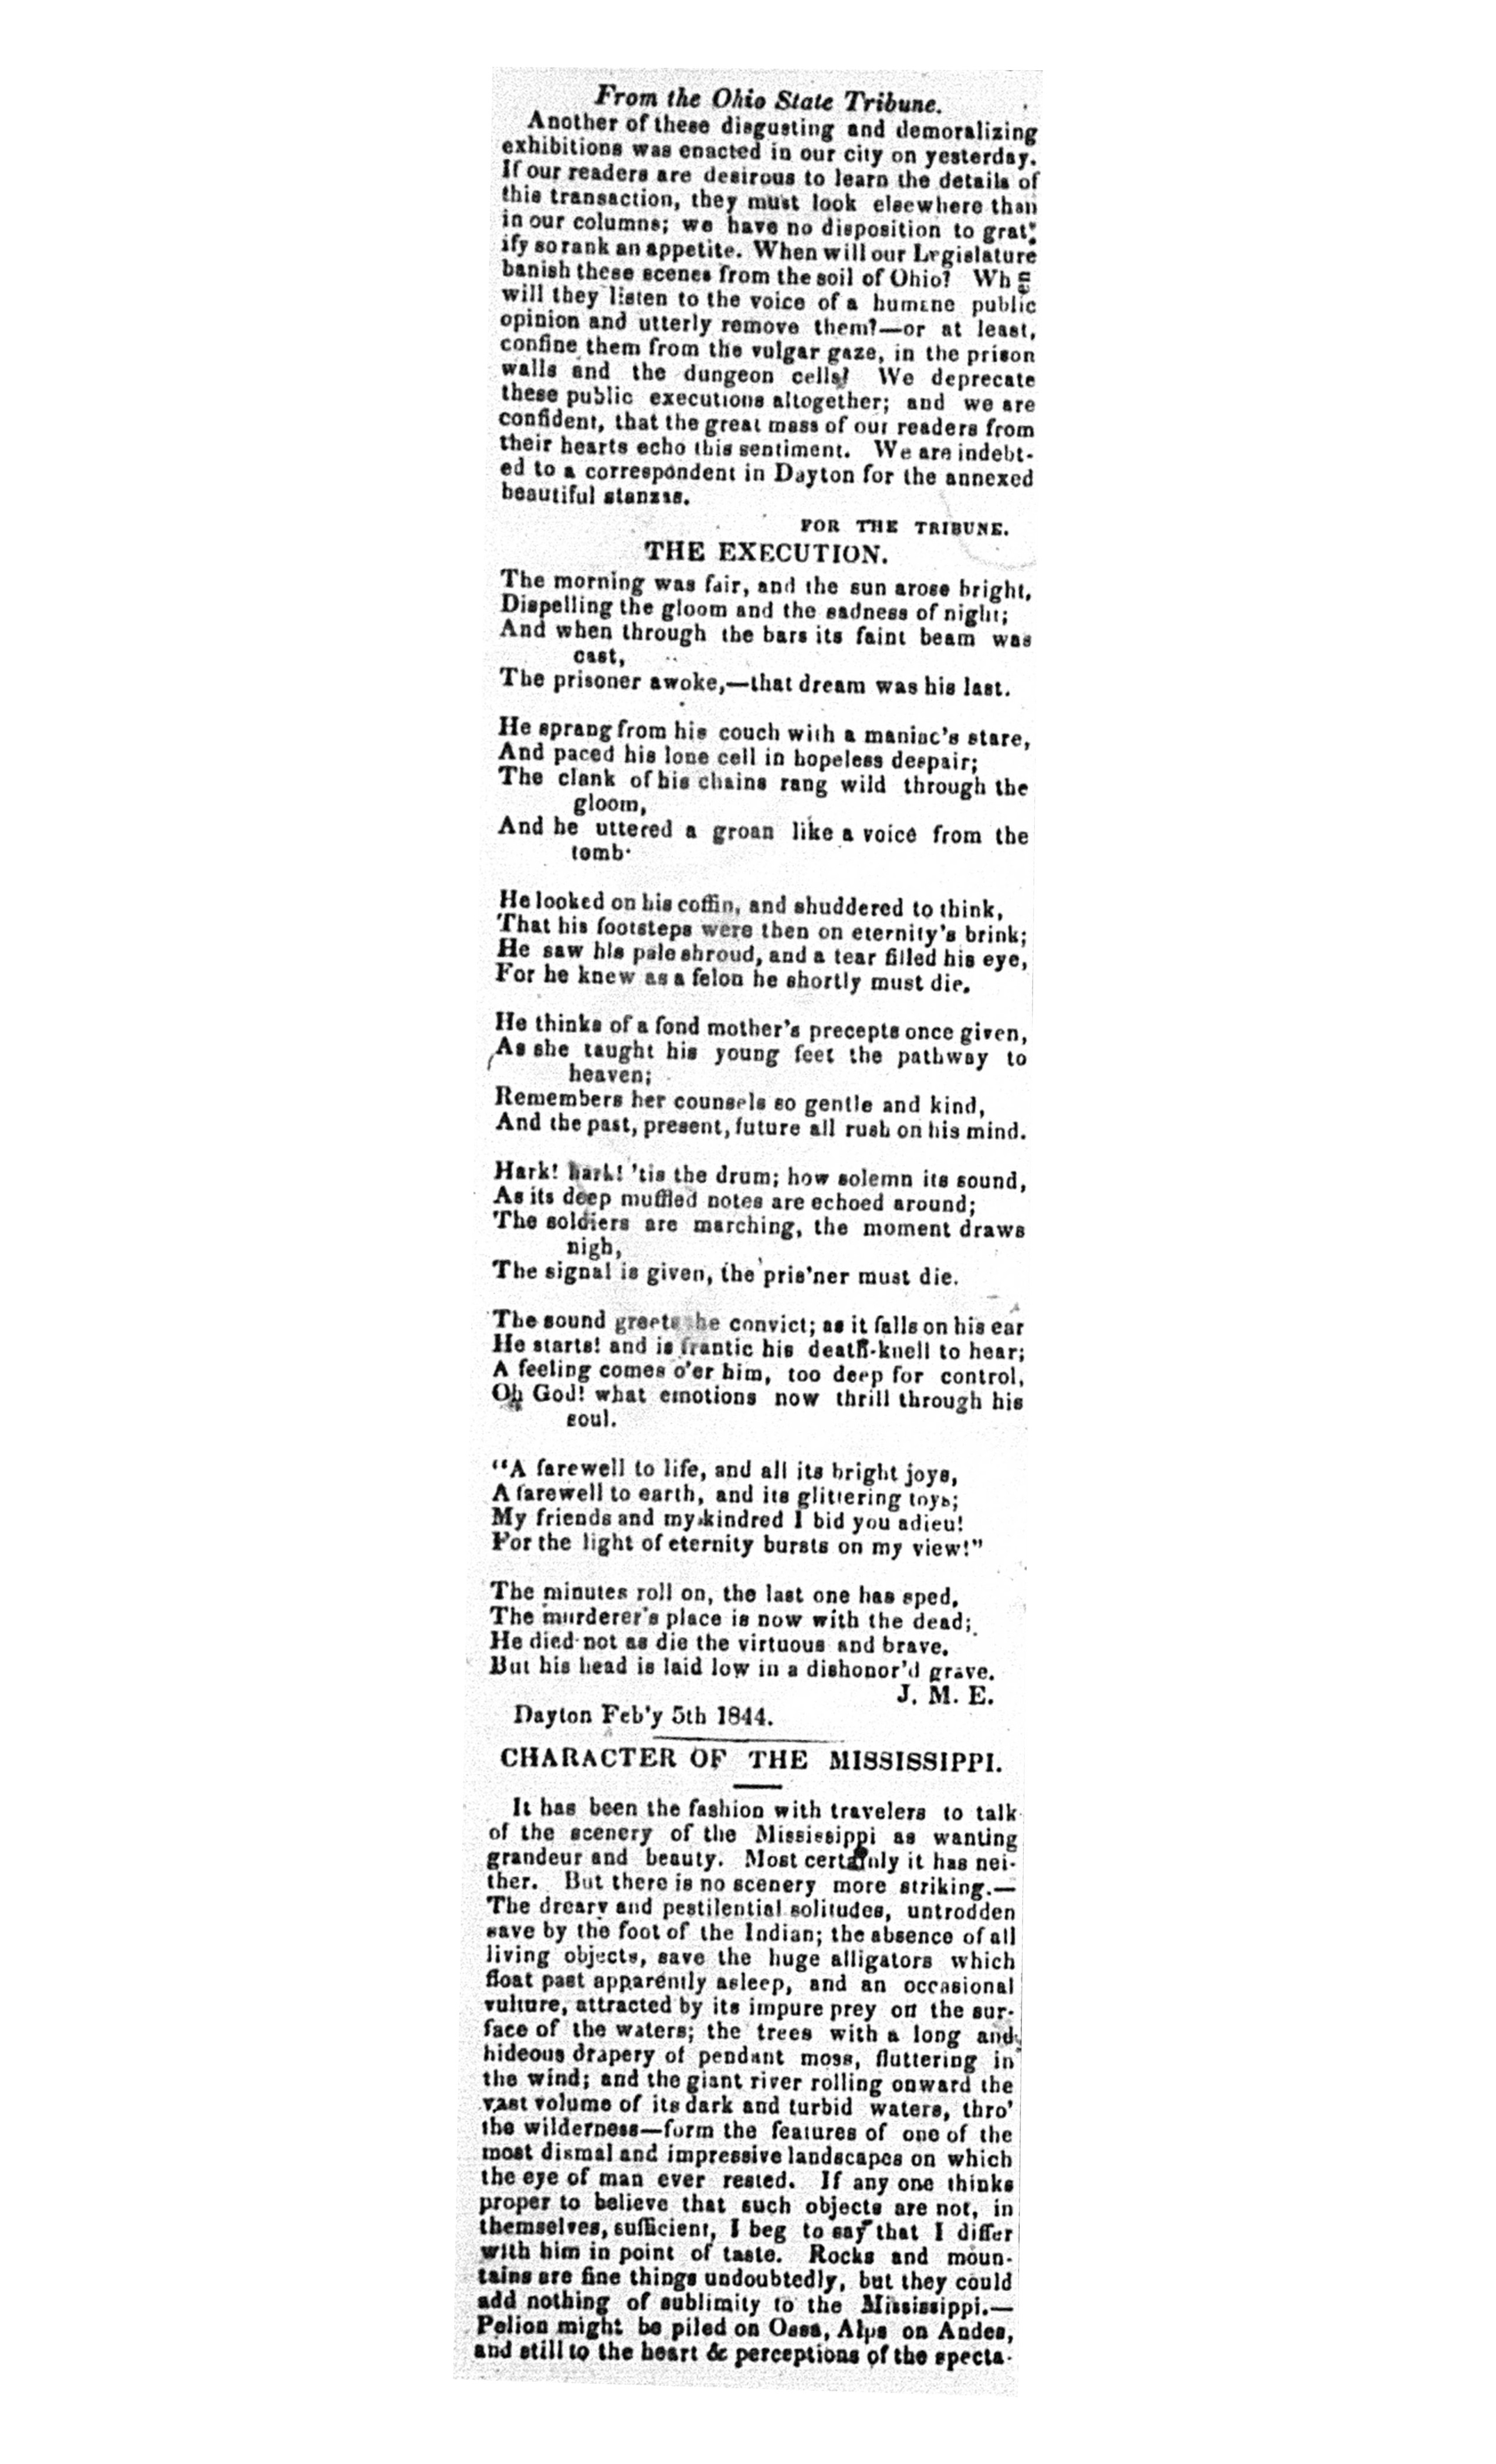 From the Ohio State Tribune.
Another of these disgusting and demoralizing
exhibitions was enacted in our city on yesterday.
If our readers are desirous to learn the details of
this transaction, they must look elsewhere than
in our columns; we have no disposition to grat-
ify so rank an appetite. When will our Legislature
banish these scenes from the soil of Ohio? When
will they listen to the voice of a humane public
opinion and utterly remove them?—or at least,
confine them from the vulgar gaze, in the prison
walls and the dungeon cells? We deprecate
these public executions altogether; and we are
confident, that the great mass of our readers from
their hearts echo this sentiment. We are indebt-
ed to a correspondent in Dayton for the annexed
beautiful stanzas.
FOR THE TRIBUNE.
THE EXECUTION.
The morning was fair, and the sun arose bright,
Dispelling the gloom and the sadness of night;
And when through the bars its faint beam was
cast,
The prisoner awoke,—that dream was his last.
He sprang from his couch with a maniac's stare,
And paced his lone cell in hopeless despair;
The clank of his chains rang wild through the
gloom,
And he uttered a groan like a voice from the
tomb.
He looked on his coffin, and shuddered to think,
That his footsteps were then on eternity's brink;
He saw his pale shroud, and a tear filled his eye,
For he knew as a felon he shortly must die.
He thinks of a fond mother's precepts once given,
As she taught his young feet the pathway to
heaven;
Remembers her counsels so gentle and kind,
And the past, present, future all rush on his mind.
Hark! hark! 'tis the drum; how solemn its sound,
As its deep muffled notes are echoed around;
The soldiers are marching, the moment draws
nigh,
The signal is given, the pris'ner must die.
The sound greets the convict; as it falls on his ear
He starts! and is frantic his death-knell to hear;
A feeling comes o'er him, too deep for control,
Oh God! what emotions now thrill through his
soul.
"A farewell to life, and all its bright joys,
A farewell to earth, and its glittering toys;
My friends and my kindred I bid you adieu!
For the light of eternity bursts on my view!"
The minutes roll on, the last one has sped,
The murderer's place is now with the dead;
He died not as die the virtuous and brave.
But his head is laid low in a dishonor'd grave.
J. M. E.
Dayton Feb'y 5th 1844.
CHARACTER OF THE MISSISSIPPI.
It has been the fashion with travelers to talk
of the scenery of the Mississippi as wanting
grandeur and beauty. Most certainly it has nei-
ther. But there is no scenery more striking.—
The dreary and pestilential solitudes, untrodden
save by the foot of the Indian; the absence of all
living objects, save the huge alligators which
float past apparently asleep, and an occasional
vulture, attracted by its impure prey on the sur-
face of the waters; the trees with a long and
hideous drapery of pendant moss, fluttering in
the wind; and the giant river rolling onward the
vast volume of its dark and turbid waters, thro'
the wilderness—form the features of one of the
most dismal and impressive landscapes on which
the eye of man ever rested. If any one thinks
proper to believe that such objects are not, in
themselves, sufficient, I beg to say that I differ
with him in point of taste. Rocks and moun-
tains are fine things undoubtedly, but they could
add nothing of sublimity to the Mississippi.—
Pelion might be piled on Ossa, Alps on Andes,
and still to the heart & perceptions of the specta-